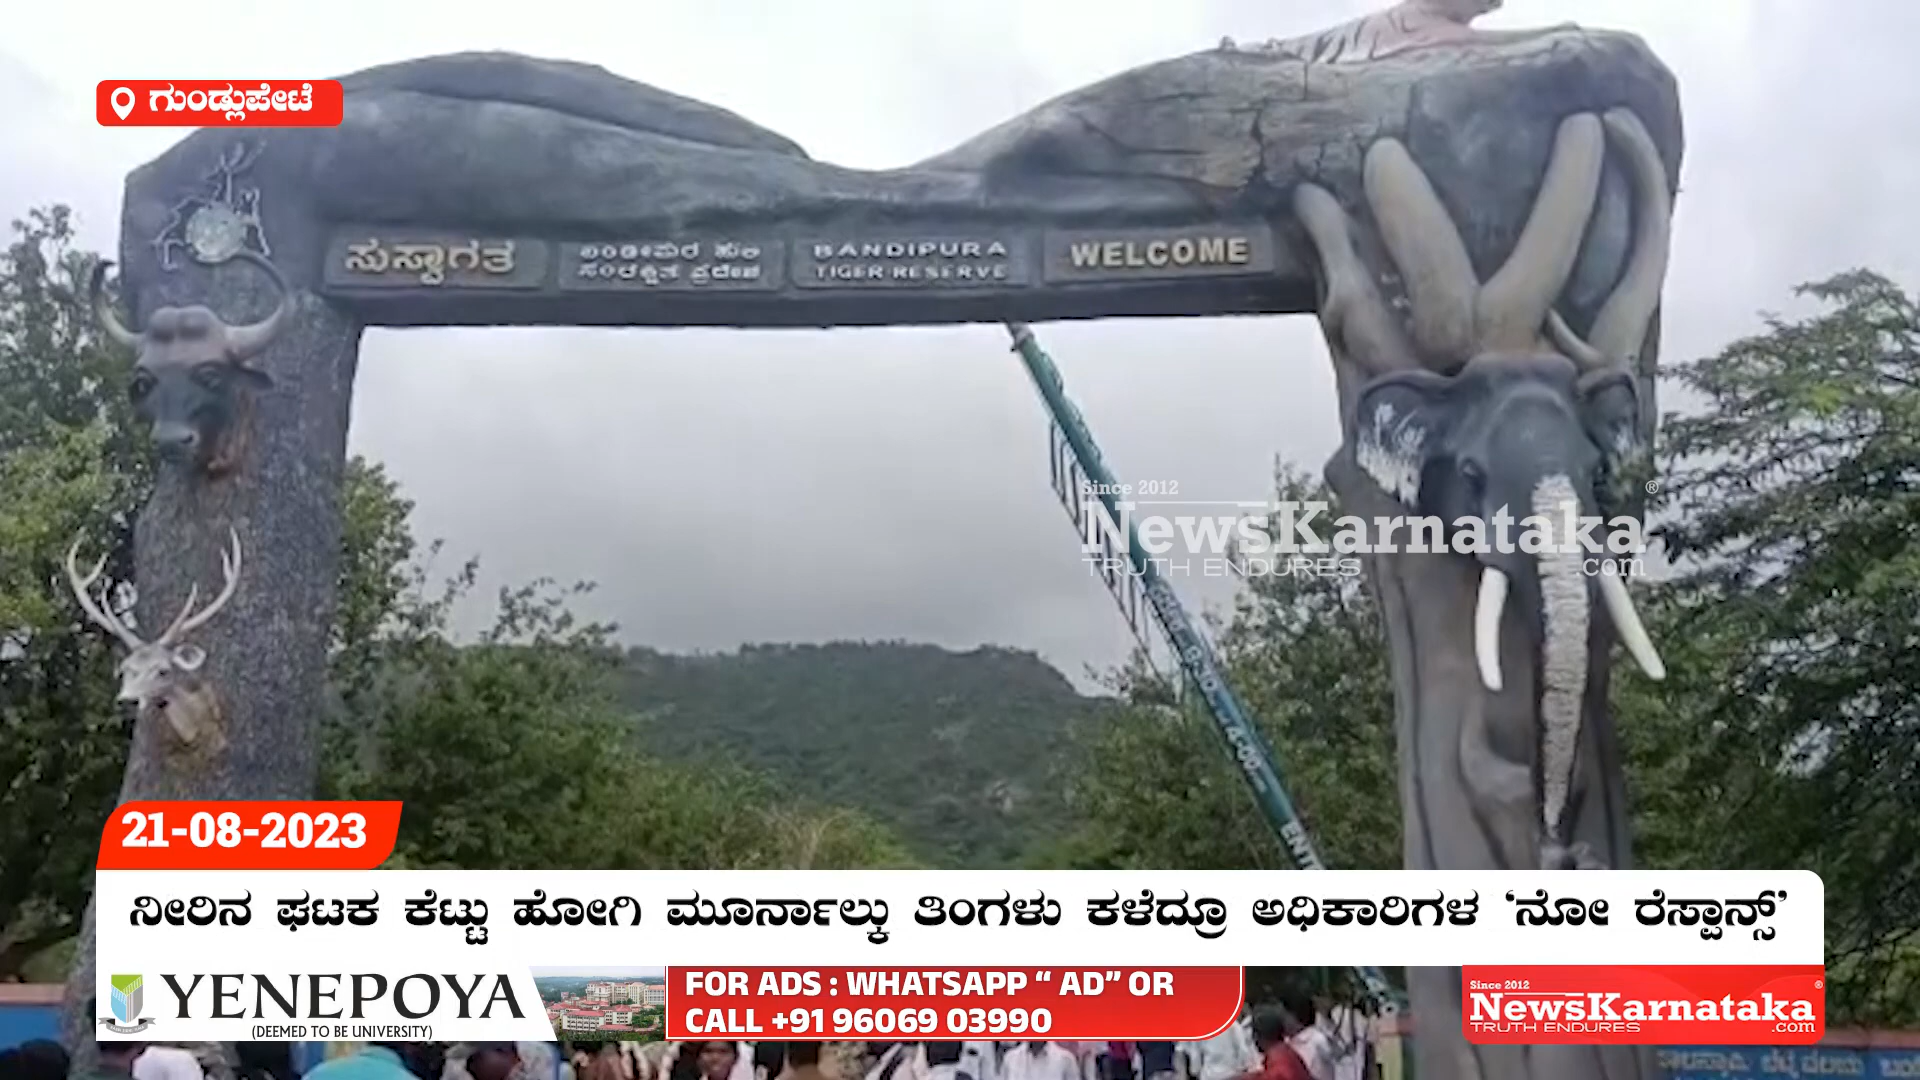 ಗುಂಡ್ಲುಪೇಟೆ
ಸುಸ್ವಾಗತ
ಬಂಡೀಪುರ ಹುಲಿ
ಸಂರಕ್ಷಿತ ಪ್ರದೇಶ
BANDIPURA
TIGER RESERVE
WELCOME
Since 2012
NewsKarnataka ®
TRUTH ENDURES .com
21-08-2023
ನೀರಿನ ಘಟಕ ಕೆಟ್ಟು ಹೋಗಿ ಮೂರ್ನಾಲ್ಕು ತಿಂಗಳು ಕಳೆದ್ರೂ ಅಧಿಕಾರಿಗಳ ‘ನೋ ರೆಸ್ಪಾನ್ಸ್’
YENEPOYA
(DEEMED TO BE UNIVERSITY)
FOR ADS : WHATSAPP “ AD” OR
CALL +91 96069 03990
Since 2012
NewsKarnataka ®
TRUTH ENDURES .com